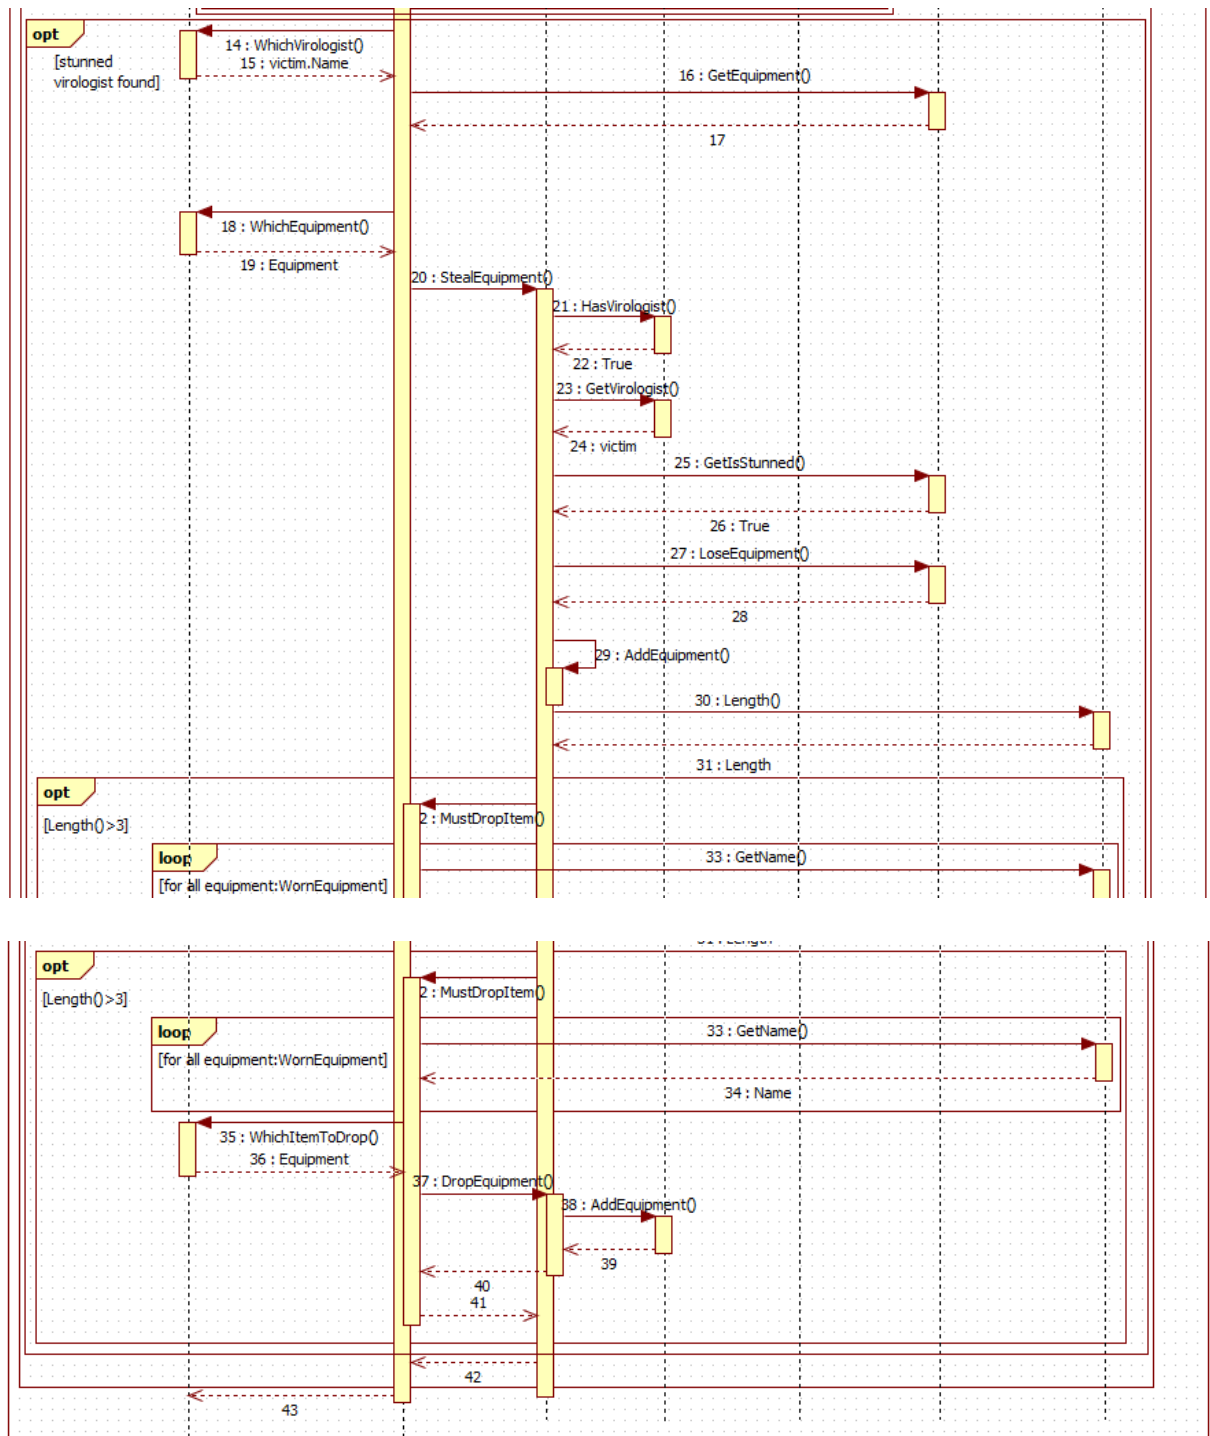 opt
[stunned
virologist found]
14 : WhichVirologist()
15 : victim.Name
16 : GetEquipment()
17
18 : WhichEquipment()
19 : Equipment
20 : StealEquipment()
21 : HasVirologist()
22 : True
23 : GetVirologist()
24 : victim
25 : GetIsStunned()
26 : True
27 : LoseEquipment()
28
29 : AddEquipment()
30 : Length()
31 : Length
opt
[Length()>3]
2 : MustDropItem()
loop
[for all equipment:WornEquipment]
33 : GetName()
31 : Length
opt
[Length()>3]
2 : MustDropItem()
loop
[for all equipment:WornEquipment]
33 : GetName()
34 : Name
35 : WhichItemToDrop()
36 : Equipment
37 : DropEquipment()
38 : AddEquipment()
39
40
41
42
43